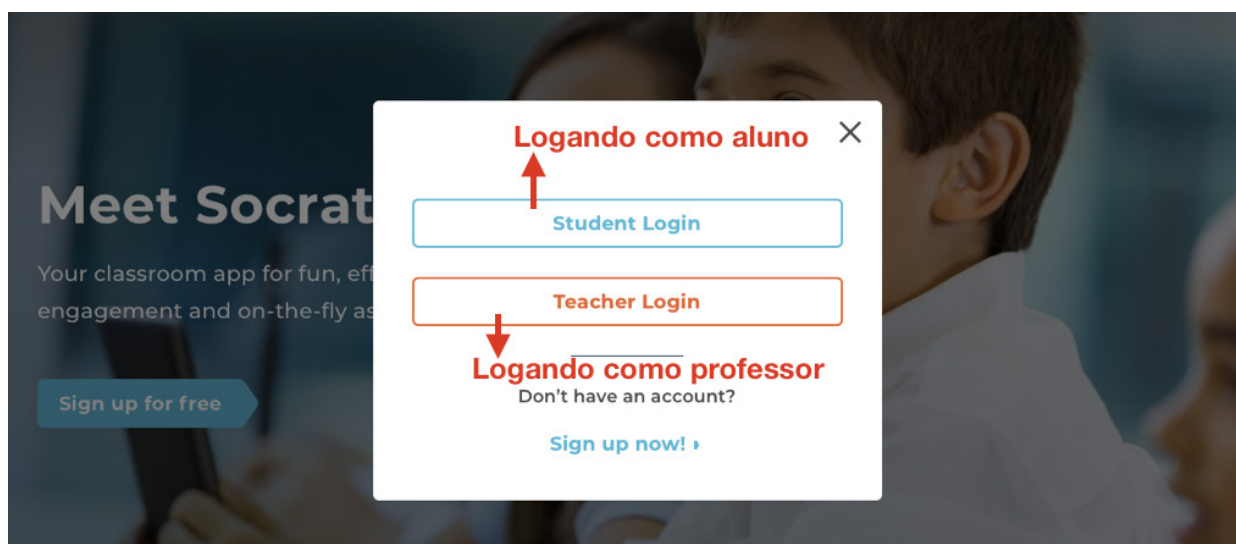 Logando como aluno
Meet Socrat
Student Login
Your classroom app for fun, eff
engagement and on-the-fly as
Teacher Login
Logando como professor
Don't have an account?
Sign up for free
Sign up now!